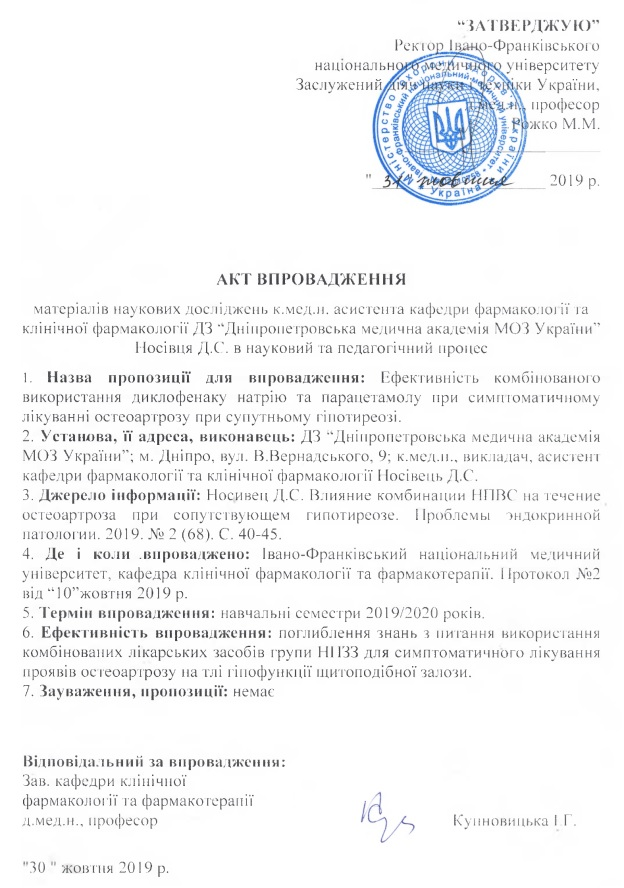 “ЗАТВЕРДЖУЮ”
Ректор Івано-Франківського
національного медичного університету
Заслужений діяч науки і техніки України,
д.мед.н., професор
Рожко М.М.
"31" жовтня 2019 р.
АКТ ВПРОВАДЖЕННЯ
матеріалів наукових досліджень к.мед.н. асистента кафедри фармакології та
клінічної фармакології ДЗ “Дніпропетровська медична академія МОЗ України”
Носівця Д.С. в науковий та педагогічний процес
1. Назва пропозиції для впровадження: Ефективність комбінованого
використання диклофенаку натрію та парацетамолу при симптоматичному
лікуванні остеоартрозу при супутньому гіпотиреозі.
2. Установа, її адреса, виконавець: ДЗ “Дніпропетровська медична академія
МОЗ України”; м. Дніпро, вул. В.Вернадського, 9; к.мед.н., викладач, асистент
кафедри фармакології та клінічної фармакології Носівець Д.С.
3. Джерело інформації: Носивец Д.С. Влияние комбинации НПВС на течение
остеоартроза при сопутствующем гипотиреозе. Проблемы эндокринной
патологии. 2019. № 2 (68). С. 40-45.
4. Де і коли впроваджено: Івано-Франківський національний медичний
університет, кафедра клінічної фармакології та фармакотерапії. Протокол №2
від “10”жовтня 2019 р.
5. Термін впровадження: навчальні семестри 2019/2020 років.
6. Ефективність впровадження: поглиблення знань з питання використання
комбінованих лікарських засобів групи НПЗЗ для симптоматичного лікування
проявів остеоартрозу на тлі гіпофункції щитоподібної залози.
7. Зауваження, пропозиції: немає
Відповідальний за впровадження:
Зав. кафедри клінічної
фармакології та фармакотерапії
д.мед.н., професор Купновицька І.Г.
"30 " жовтня 2019 р.